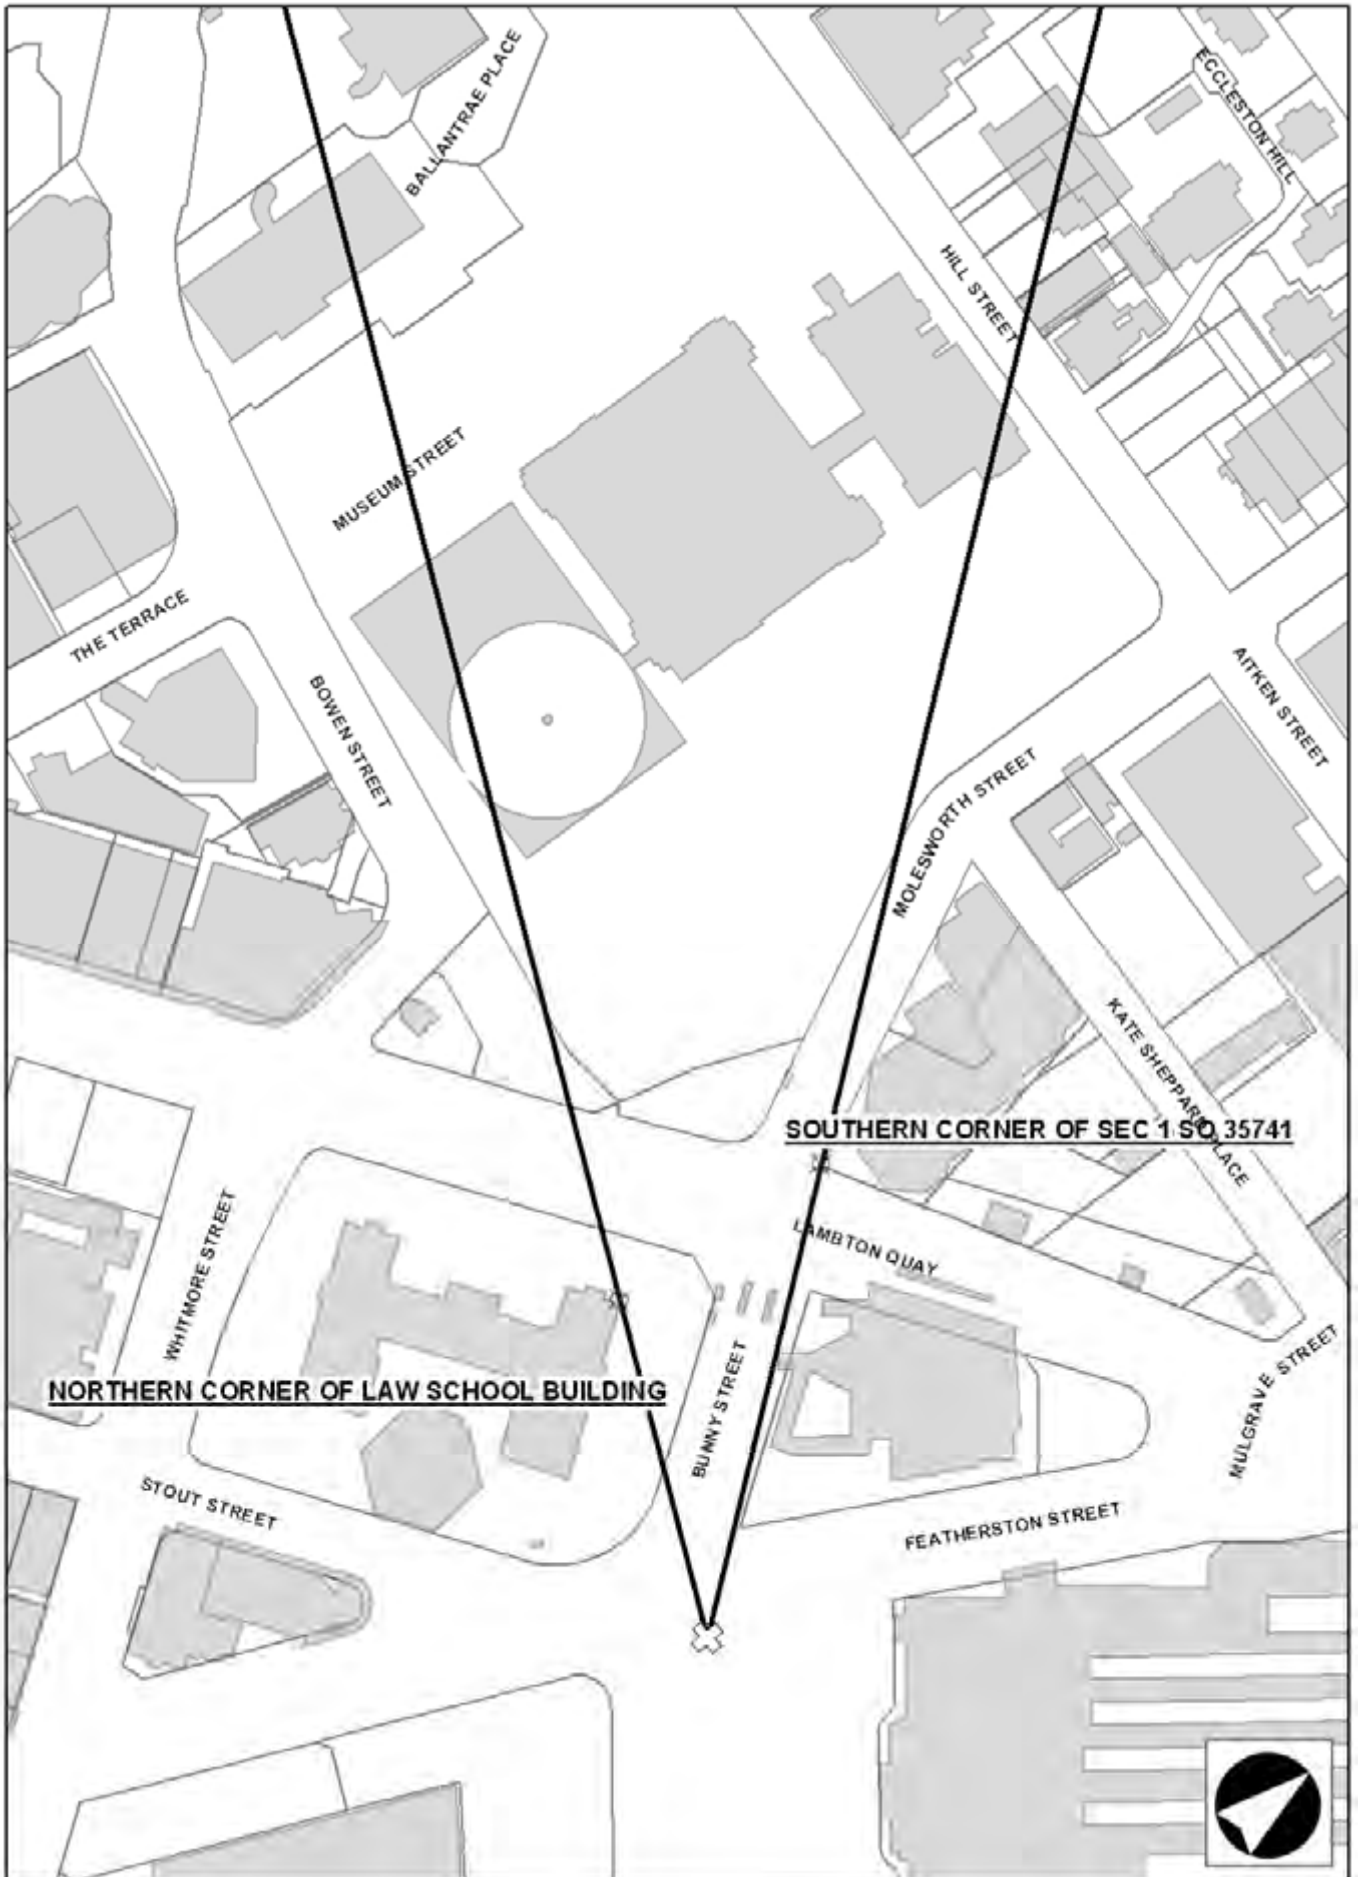 BALLANTRAE PLACE
ECCLESTON HILL
HILL STREET
MUSEUM STREET
THE TERRACE
BOWEN STREET
AITKEN STREET
MOLESWORTH STREET
KATE SHEPPARD PLACE
SOUTHERN CORNER OF SEC 1 SO 35741
WHITMORE STREET
LAMBTON QUAY
NORTHERN CORNER OF LAW SCHOOL BUILDING
BUNNY STREET
MULGRAVE STREET
STOUT STREET
FEATHERSTON STREET